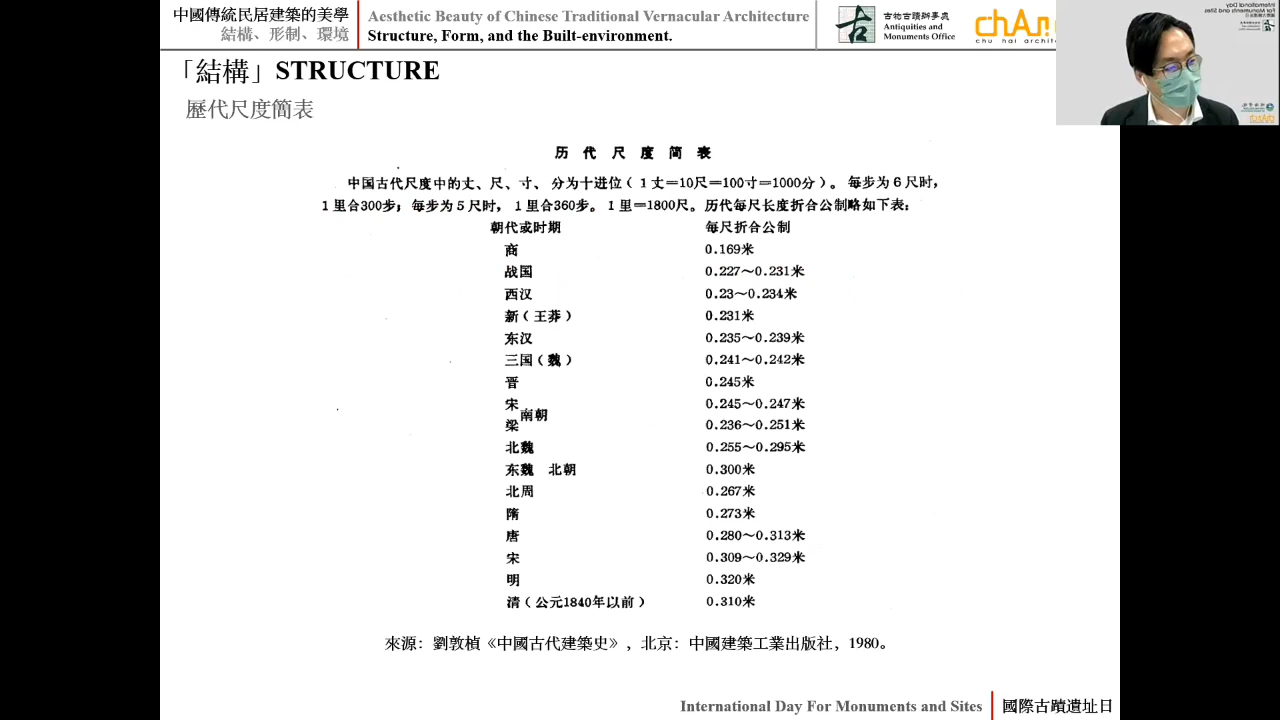 中國傳統民居建築的美學
結構、形制、環境
Aesthetic Beauty of Chinese Traditional Vernacular Architecture
Structure, Form, and the Built-environment.
古
古物古蹟辦事處
Antiquities and
Monuments Office
chAr
chu hai archite
「結構」STRUCTURE
歷代尺度簡表
历代尺度简表
中国古代尺度中的丈、尺、寸、分为十进位(1丈=10尺=100寸=1000分)。每步为6尺时,
1里合300步;每步为5尺时,1里合360步。1里=1800尺。历代每尺长度折合公制略如下表:
朝代或时期 每尺折合公制
商 0.169米
战国 0.227~0.231米
西汉 0.23~0.234米
新(王莽) 0.231米
东汉 0.235~0.239米
三国(魏) 0.241~0.242米
晋 0.245米
宋 0.245~0.247米
南朝
梁 0.236~0.251米
北魏 0.255~0.295米
东魏 北朝 0.300米
北周 0.267米
隋 0.273米
唐 0.280~0.313米
宋 0.309~0.329米
明 0.320米
清(公元1840年以前) 0.310米
來源:劉敦楨《中國古代建築史》,北京:中國建築工業出版社,1980。
International Day For Monuments and Sites
國際古蹟遺址日